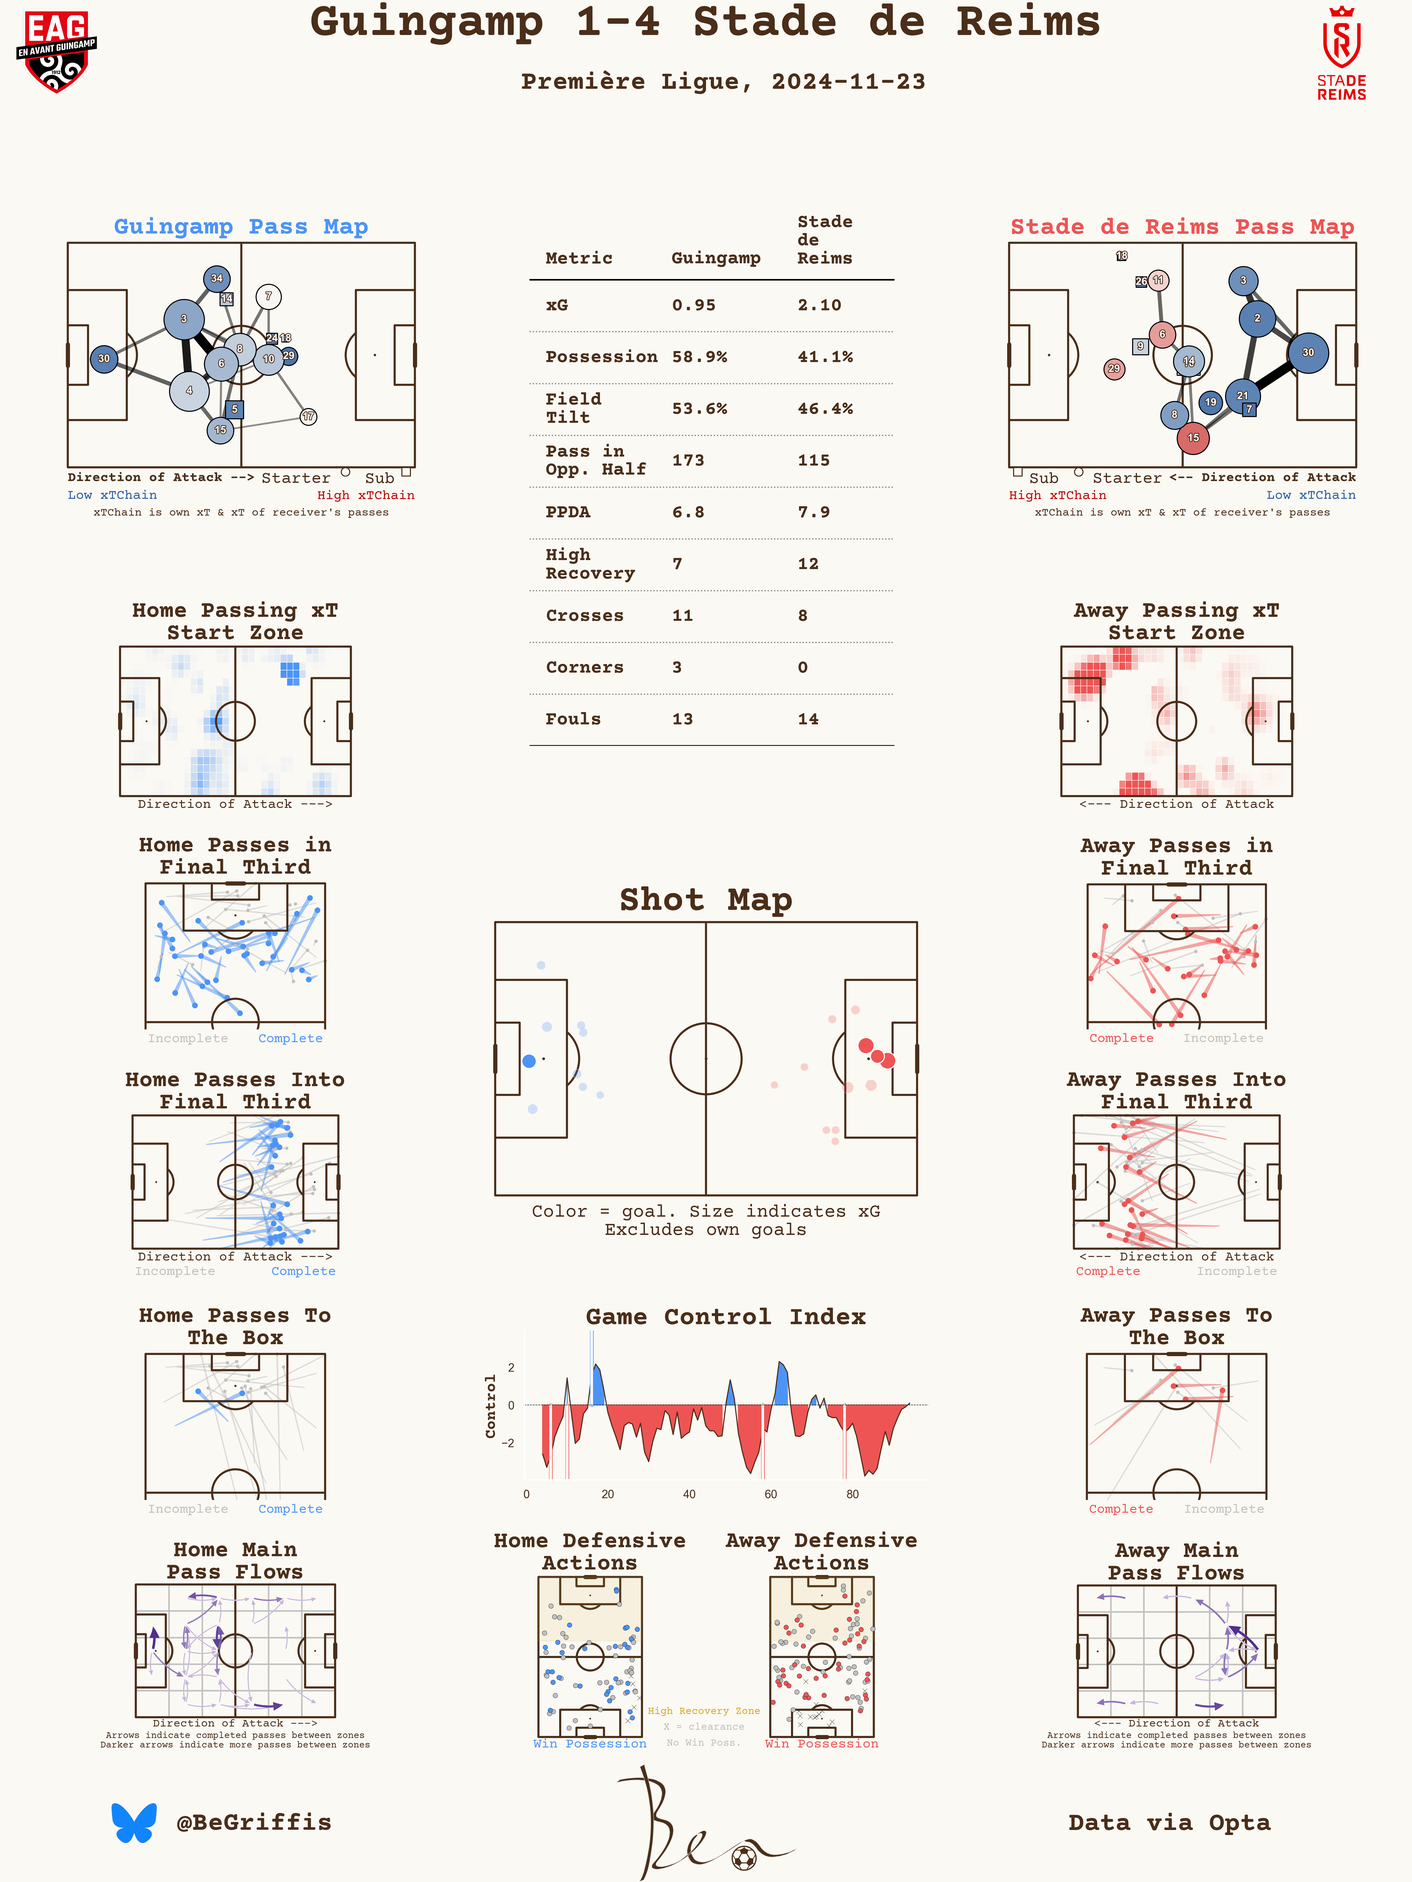 Guingamp 1-4 Stade de Reims
Première Ligue, 2024-11-23
EAG
EN AVANT GUINGAMP
1912
STADE
REIMS
Guingamp Pass Map
34
14
7
3
24
18
8
30
6
10
29
4
5
15
17
Direction of Attack --> Starter Sub
Low xTChain High xTChain
xTChain is own xT & xT of receiver's passes
Metric Guingamp Stade de Reims
xG 0.95 2.10
Possession 58.9% 41.1%
Field Tilt 53.6% 46.4%
Pass in Opp. Half 173 115
PPDA 6.8 7.9
High Recovery 7 12
Crosses 11 8
Corners 3 0
Fouls 13 14
Stade de Reims Pass Map
18
26
11
3
2
6
9
14
30
29
19
21
8
7
15
Sub Starter <-- Direction of Attack
High xTChain Low xTChain
xTChain is own xT & xT of receiver's passes
Home Passing xT
Start Zone
Direction of Attack --->
Away Passing xT
Start Zone
<--- Direction of Attack
Home Passes in
Final Third
Incomplete Complete
Away Passes in
Final Third
Complete Incomplete
Shot Map
Color = goal. Size indicates xG
Excludes own goals
Home Passes Into
Final Third
Direction of Attack --->
Incomplete Complete
Away Passes Into
Final Third
<--- Direction of Attack
Complete Incomplete
Home Passes To
The Box
Incomplete Complete
Game Control Index
Control
2
0
−2
0 20 40 60 80
Away Passes To
The Box
Complete Incomplete
Home Main
Pass Flows
Direction of Attack --->
Arrows indicate completed passes between zones
Darker arrows indicate more passes between zones
Home Defensive
Actions
Win Possession
High Recovery Zone
X = clearance
No Win Poss.
Away Defensive
Actions
Win Possession
Away Main
Pass Flows
<--- Direction of Attack
Arrows indicate completed passes between zones
Darker arrows indicate more passes between zones
@BeGriffis
Ben
Data via Opta